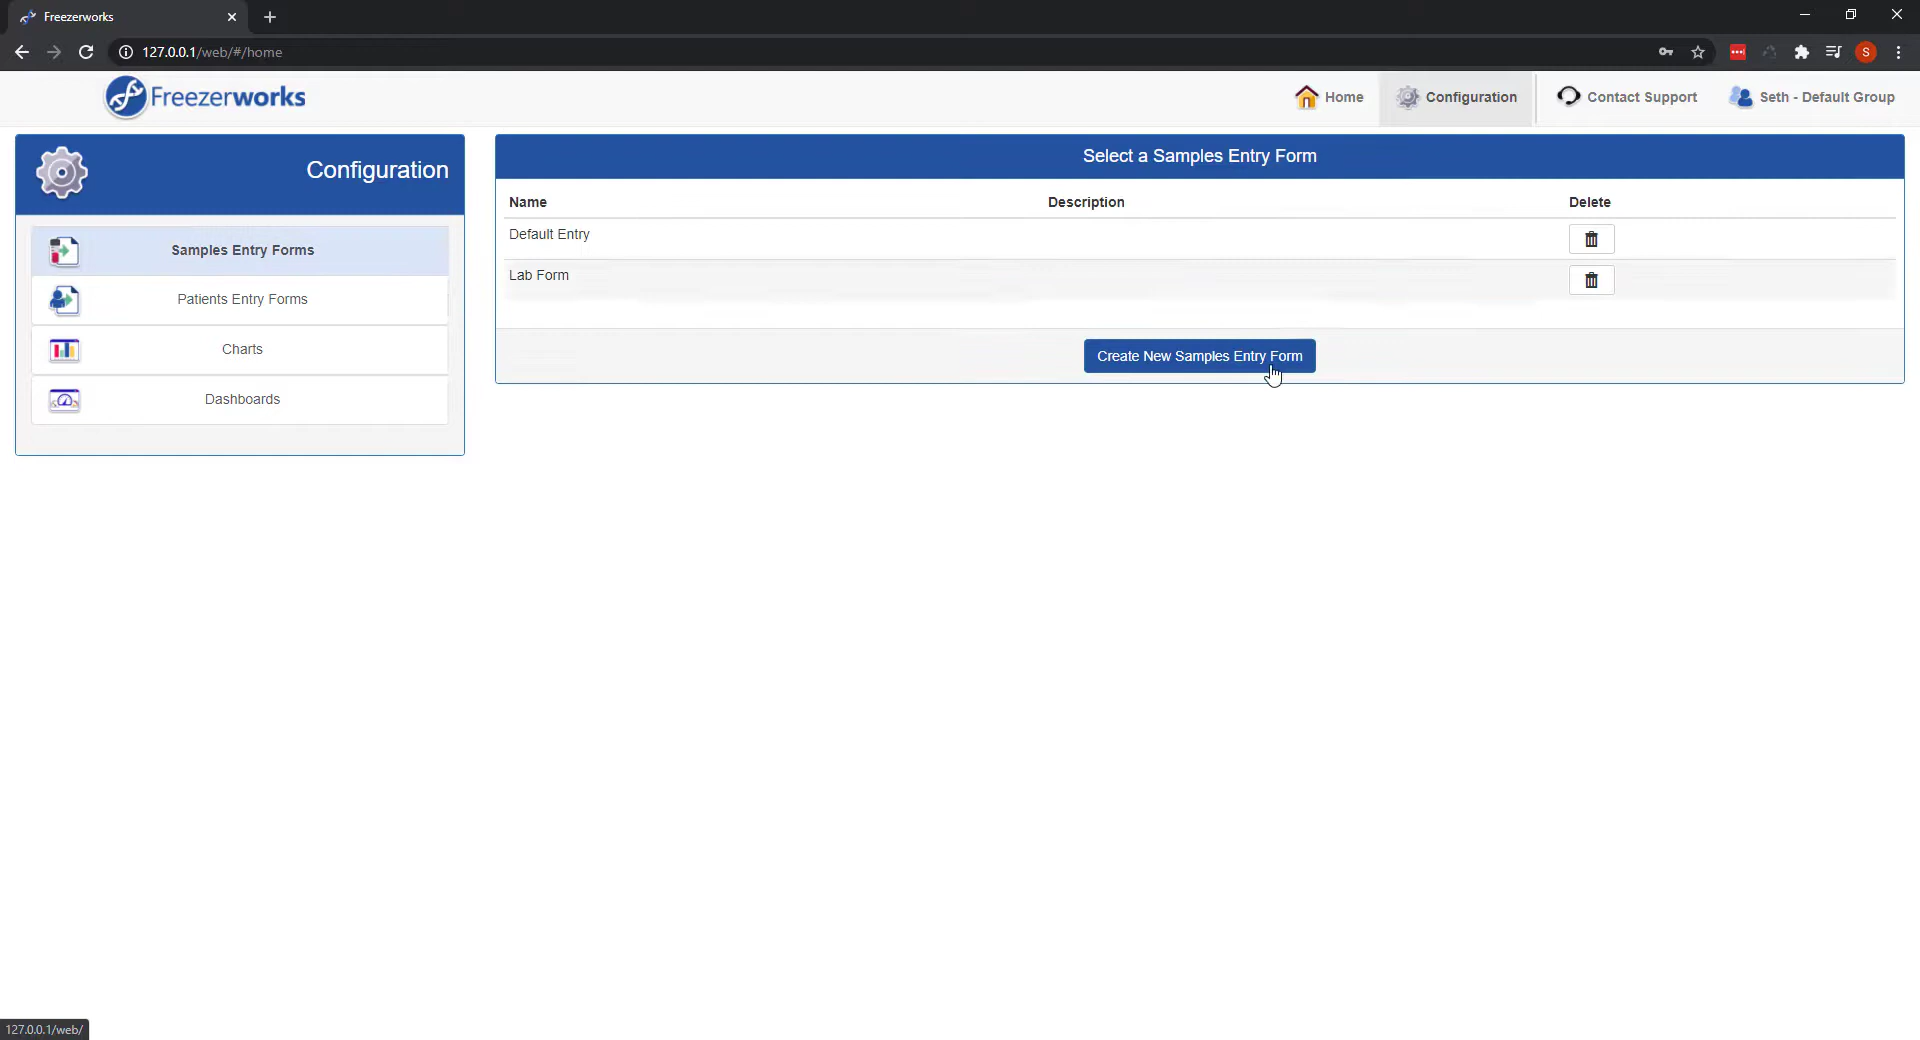 Freezerworks
127.0.0.1/web/#/home
S
Freezerworks
Home
Configuration
Contact Support
Seth - Default Group
Configuration
Samples Entry Forms
Patients Entry Forms
Charts
Dashboards
Select a Samples Entry Form
Name Description Delete
Default Entry
Lab Form
Create New Samples Entry Form
127.0.0.1/web/